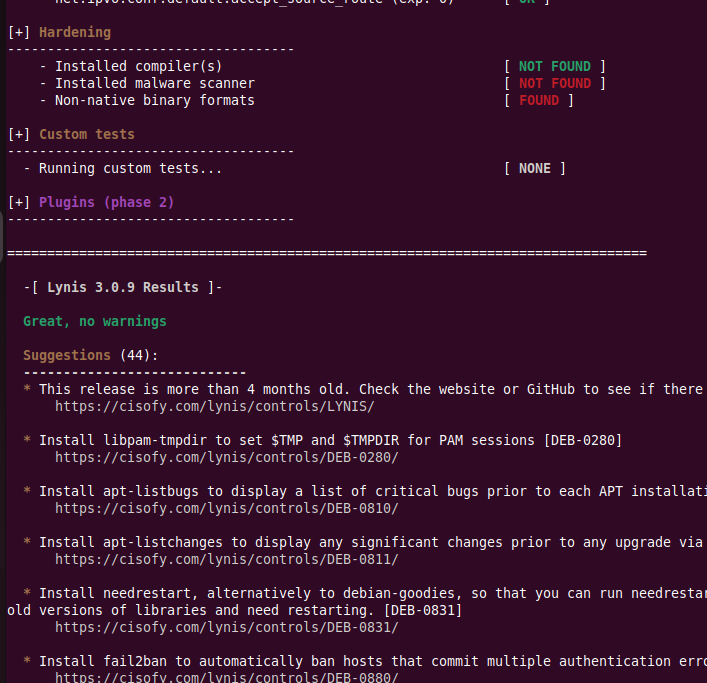 net.ipv6.conf.default.accept_source_route (exp: 0) [ OK ]
[+] Hardening
------------------------------------
- Installed compiler(s) [ NOT FOUND ]
- Installed malware scanner [ NOT FOUND ]
- Non-native binary formats [ FOUND ]
[+] Custom tests
------------------------------------
- Running custom tests... [ NONE ]
[+] Plugins (phase 2)
------------------------------------
================================================================================
-[ Lynis 3.0.9 Results ]-
Great, no warnings
Suggestions (44):
----------------------------
* This release is more than 4 months old. Check the website or GitHub to see if there
https://cisofy.com/lynis/controls/LYNIS/
* Install libpam-tmpdir to set $TMP and $TMPDIR for PAM sessions [DEB-0280]
https://cisofy.com/lynis/controls/DEB-0280/
* Install apt-listbugs to display a list of critical bugs prior to each APT installati
https://cisofy.com/lynis/controls/DEB-0810/
* Install apt-listchanges to display any significant changes prior to any upgrade via
https://cisofy.com/lynis/controls/DEB-0811/
* Install needrestart, alternatively to debian-goodies, so that you can run needrestar
old versions of libraries and need restarting. [DEB-0831]
https://cisofy.com/lynis/controls/DEB-0831/
* Install fail2ban to automatically ban hosts that commit multiple authentication erro
https://cisofy.com/lynis/controls/DEB-0880/